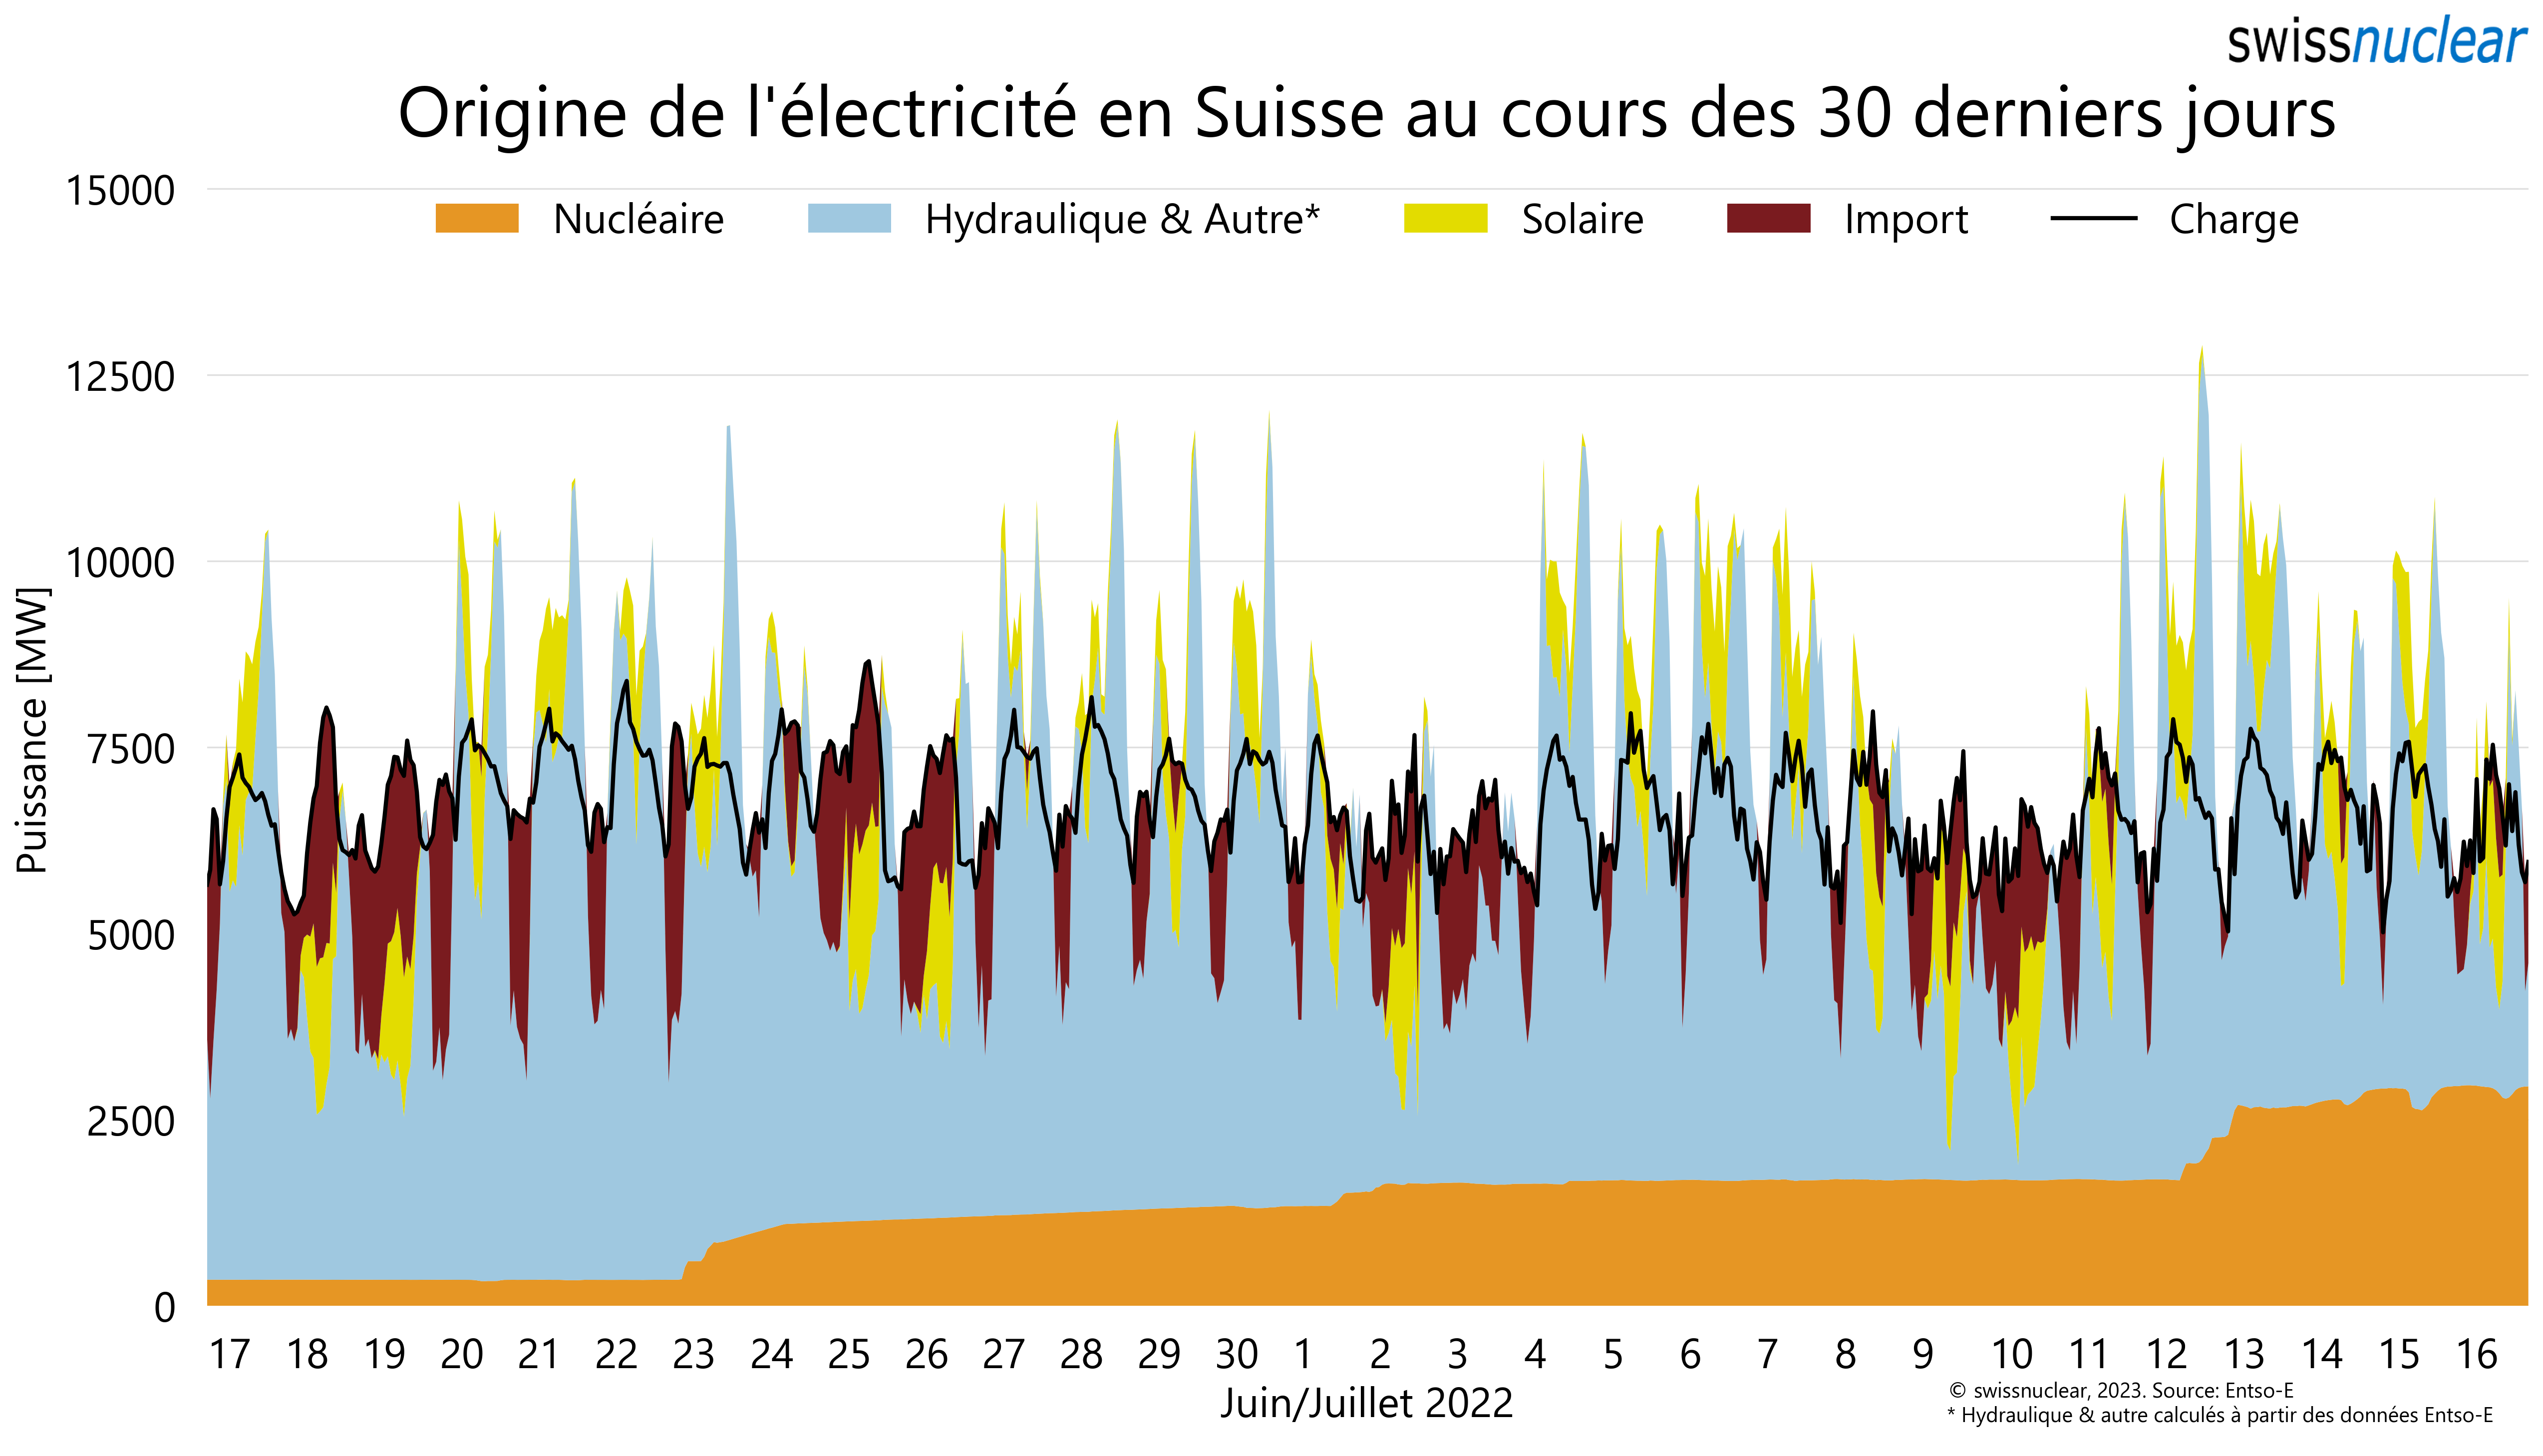 swissnuclear
Origine de l'électricité en Suisse au cours des 30 derniers jours
15000
Nucléaire Hydraulique & Autre* Solaire Import Charge
12500
10000
7500
5000
2500
0
Puissance [MW]
17 18 19 20 21 22 23 24 25 26 27 28 29 30 1 2 3 4 5 6 7 8 9 10 11 12 13 14 15 16
Juin/Juillet 2022
© swissnuclear, 2023. Source: Entso-E
* Hydraulique & autre calculés à partir des données Entso-E